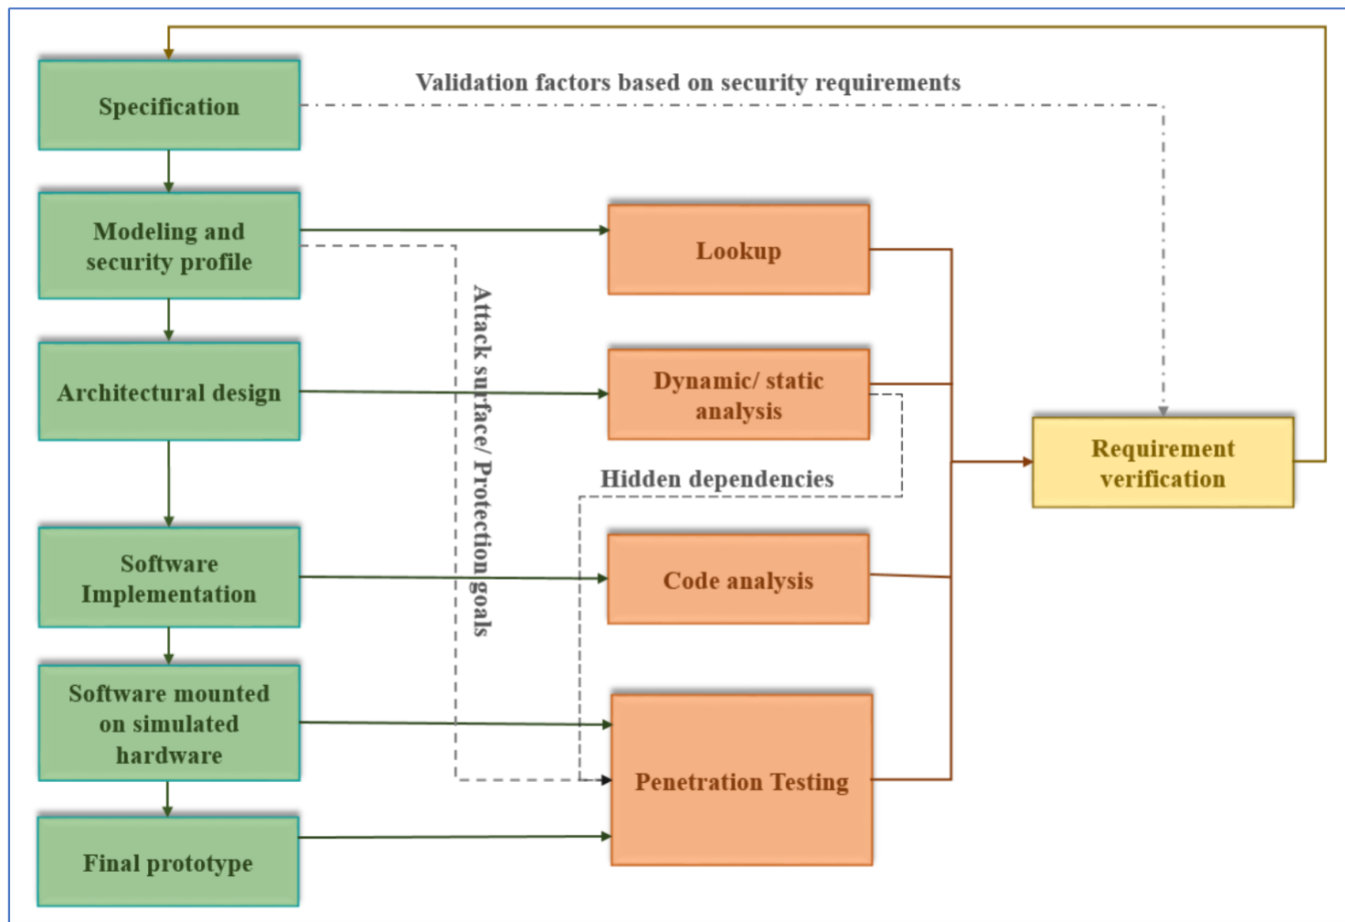 Validation factors based on security requirements
Specification
Modeling and
security profile
Lookup
Attack surface/ Protection goals
Architectural design
Dynamic/ static
analysis
Requirement
verification
Hidden dependencies
Software
Implementation
Code analysis
Software mounted
on simulated
hardware
Penetration Testing
Final prototype